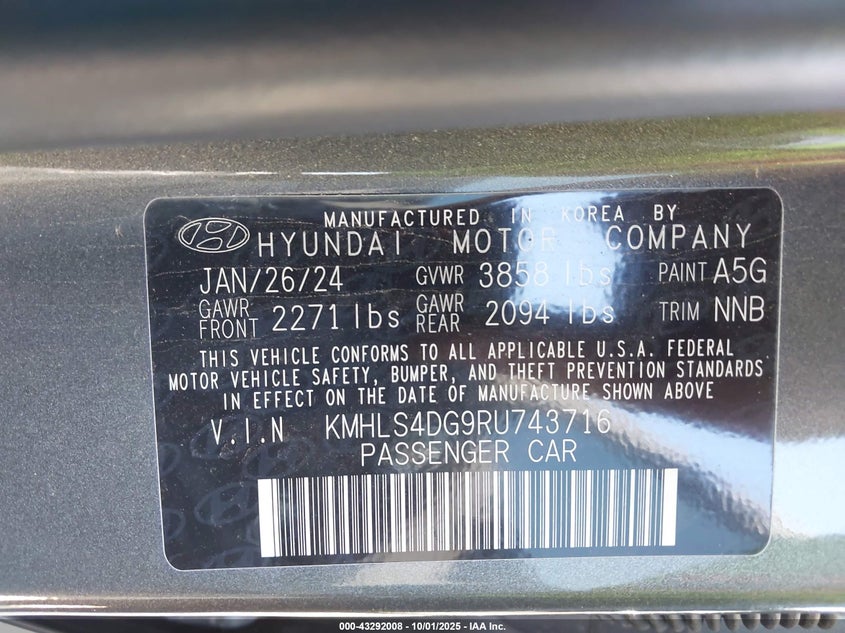 MANUFACTURED IN KOREA BY
HYUNDAI MOTOR COMPANY
JAN/26/24 GVWR 3858 lbs PAINT A5G
GAWR FRONT 2271 lbs GAWR REAR 2094 lbs TRIM NNB
THIS VEHICLE CONFORMS TO ALL APPLICABLE U.S.A. FEDERAL
MOTOR VEHICLE SAFETY, BUMPER, AND THEFT PREVENTION STANDARDS
IN EFFECT ON THE DATE OF MANUFACTURE SHOWN ABOVE
V.I.N KMHLS4DG9RU743716
PASSENGER CAR
000-43292008 - 10/01/2025 - IAA Inc.